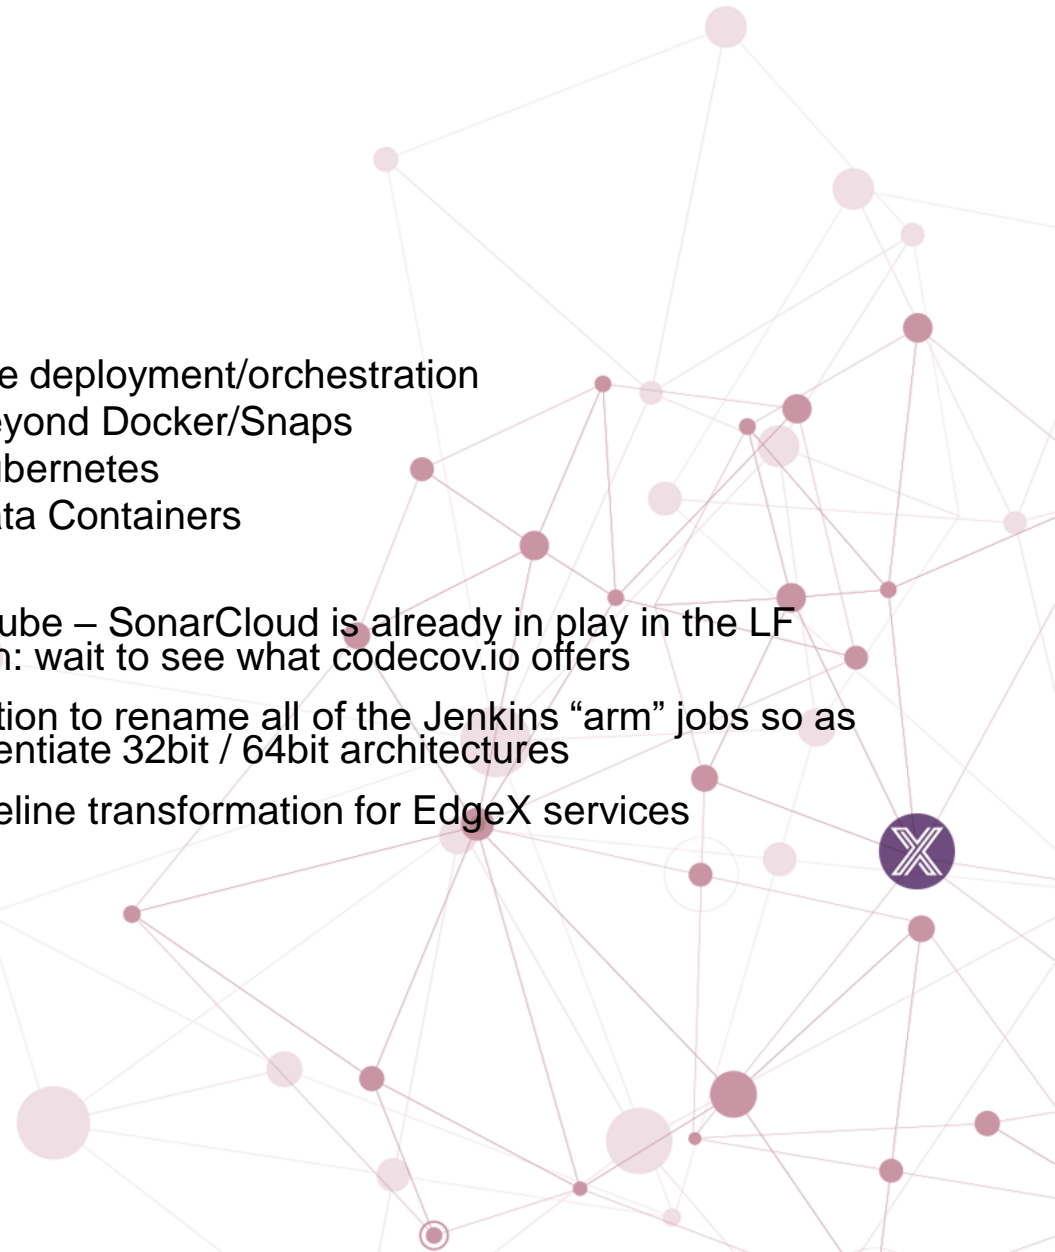 e deployment/orchestration
eyond Docker/Snaps
ubernetes
ata Containers
ube – SonarCloud is already in play in the LF
n: wait to see what codecov.io offers
tion to rename all of the Jenkins “arm” jobs so as
entiate 32bit / 64bit architectures
eline transformation for EdgeX services